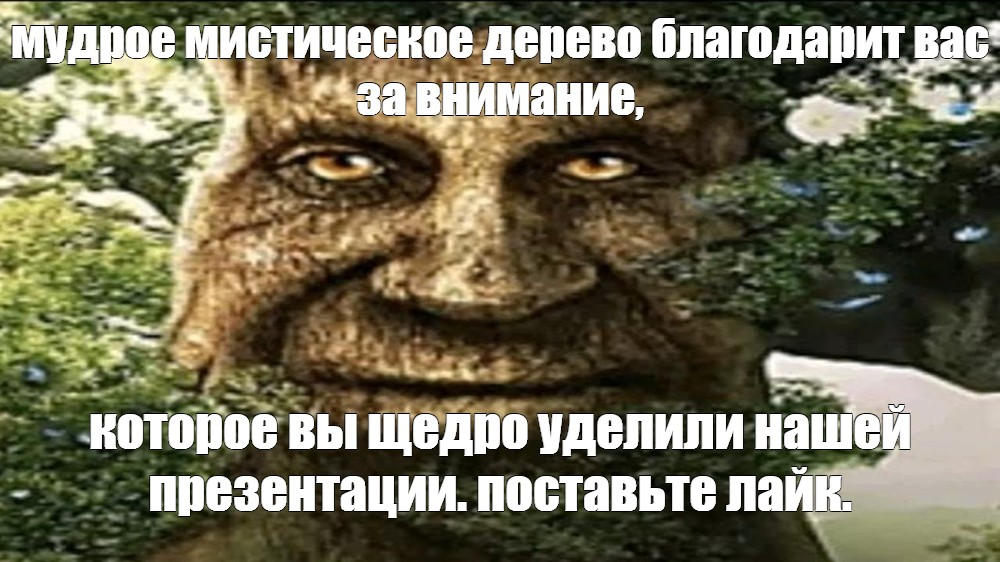 мудрое мистическое дерево благодарит вас
за внимание,
которое вы щедро уделили нашей
презентации. поставьте лайк.